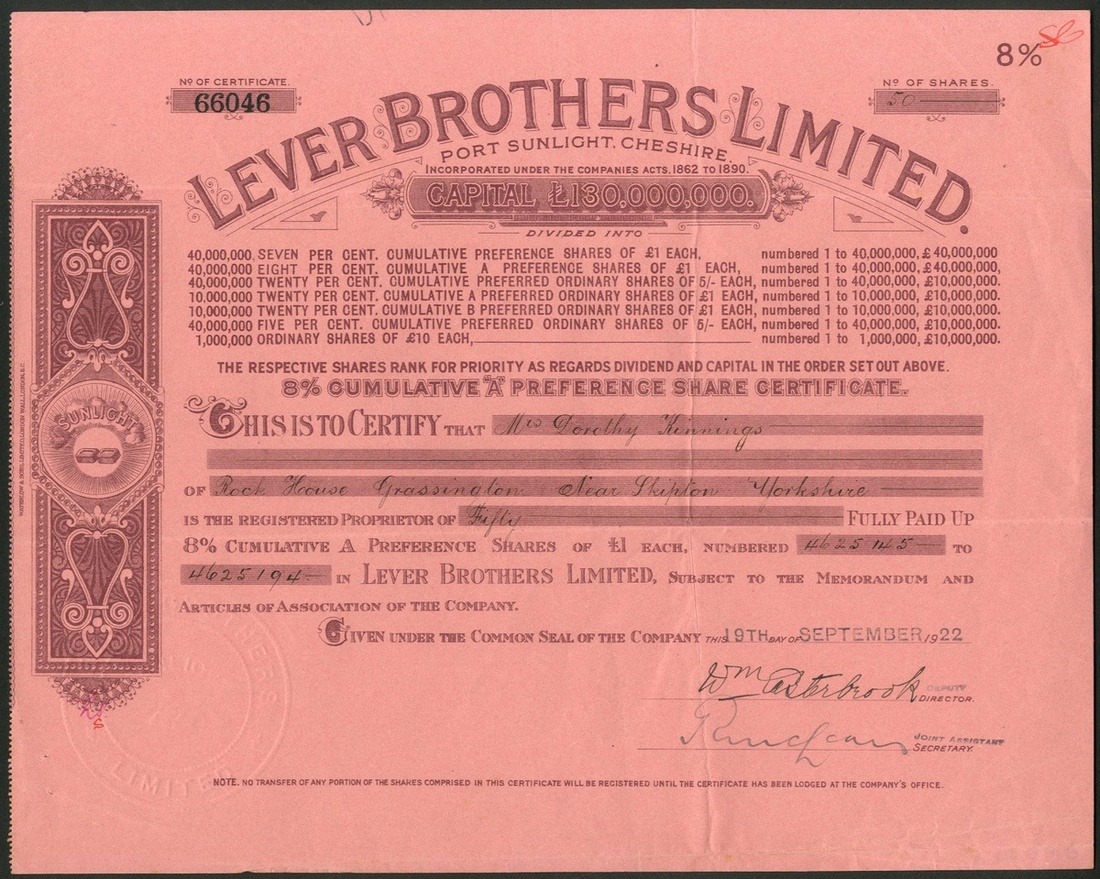 8%
Nº OF CERTIFICATE.
66046
Nº OF SHARES.
50
LEVER BROTHERS LIMITED.
PORT SUNLIGHT. CHESHIRE.
INCORPORATED UNDER THE COMPANIES ACTS, 1862 TO 1890.
CAPITAL £130,000,000.
DIVIDED INTO
40,000,000, SEVEN PER CENT. CUMULATIVE PREFERENCE SHARES OF £1 EACH, numbered 1 to 40,000,000, £40,000,000
40,000,000 EIGHT PER CENT. CUMULATIVE A PREFERENCE SHARES OF £1 EACH, numbered 1 to 40,000,000, £40,000,000,
40,000,000 TWENTY PER CENT. CUMULATIVE PREFERRED ORDINARY SHARES OF 5/- EACH, numbered 1 to 40,000,000, £10,000,000.
10,000,000 TWENTY PER CENT. CUMULATIVE A PREFERRED ORDINARY SHARES OF £1 EACH, numbered 1 to 10,000,000, £10,000,000.
10,000,000 TWENTY PER CENT. CUMULATIVE B PREFERRED ORDINARY SHARES OF £1 EACH, numbered 1 to 10,000,000, £10,000,000.
40,000,000 FIVE PER CENT. CUMULATIVE PREFERRED ORDINARY SHARES OF 5/- EACH, numbered 1 to 40,000,000, £10,000,000.
1,000,000 ORDINARY SHARES OF £10 EACH, numbered 1 to 1,000,000, £10,000,000.
THE RESPECTIVE SHARES RANK FOR PRIORITY AS REGARDS DIVIDEND AND CAPITAL IN THE ORDER SET OUT ABOVE.
8% CUMULATIVE "A" PREFERENCE SHARE CERTIFICATE.
THIS IS TO CERTIFY THAT Mrs Dorothy Kennings
OF Rock House Grassington Near Skipton Yorkshire
IS THE REGISTERED PROPRIETOR OF Fifty FULLY PAID UP
8% CUMULATIVE A PREFERENCE SHARES OF £1 EACH, NUMBERED 4625145 TO
4625194 IN LEVER BROTHERS LIMITED, SUBJECT TO THE MEMORANDUM AND
ARTICLES OF ASSOCIATION OF THE COMPANY.
GIVEN UNDER THE COMMON SEAL OF THE COMPANY THIS 19TH DAY OF SEPTEMBER 1922
Wm Asterbrook DEPUTY DIRECTOR.
JOINT ASSISTANT SECRETARY.
NOTE. NO TRANSFER OF ANY PORTION OF THE SHARES COMPRISED IN THIS CERTIFICATE WILL BE REGISTERED UNTIL THE CERTIFICATE HAS BEEN LODGED AT THE COMPANY'S OFFICE.
SUNLIGHT
WATERLOW & SONS LIMITED, LONDON WALL, LONDON, E.C.
LIMITED